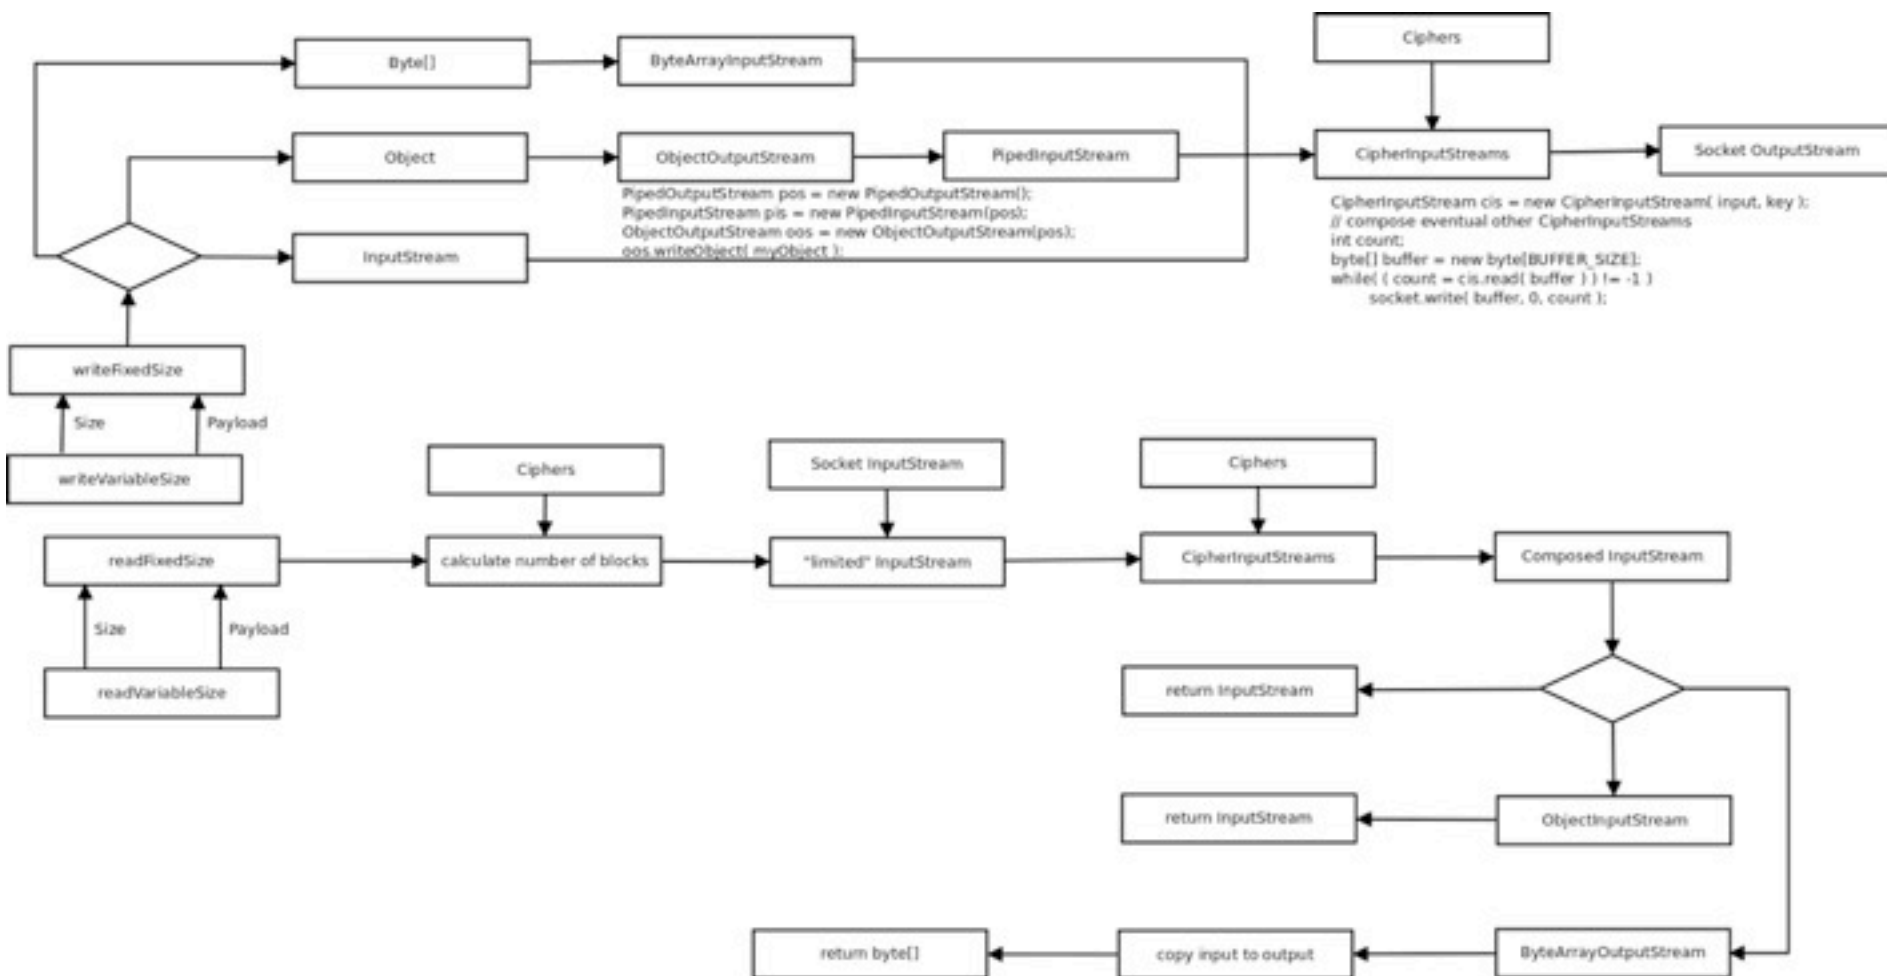 Ciphers
Byte[]
ByteArrayInputStream
Object
ObjectOutputStream
PipedInputStream
CipherInputStreams
Socket OutputStream
PipedOutputStream pos = new PipedOutputStream();
PipedInputStream pis = new PipedInputStream(pos);
ObjectOutputStream oos = new ObjectOutputStream(pos);
oos.writeObject( myObject );
CipherInputStream cis = new CipherInputStream( input, key );
// compose eventual other CipherInputStreams
int count;
byte[] buffer = new byte[BUFFER_SIZE];
while( ( count = cis.read( buffer ) ) != -1 )
socket.write( buffer, 0, count );
InputStream
writeFixedSize
Size
Payload
writeVariableSize
Ciphers
Socket InputStream
Ciphers
readFixedSize
calculate number of blocks
"limited" InputStream
CipherInputStreams
Composed InputStream
Size
Payload
readVariableSize
return InputStream
return InputStream
ObjectInputStream
return byte[]
copy input to output
ByteArrayOutputStream